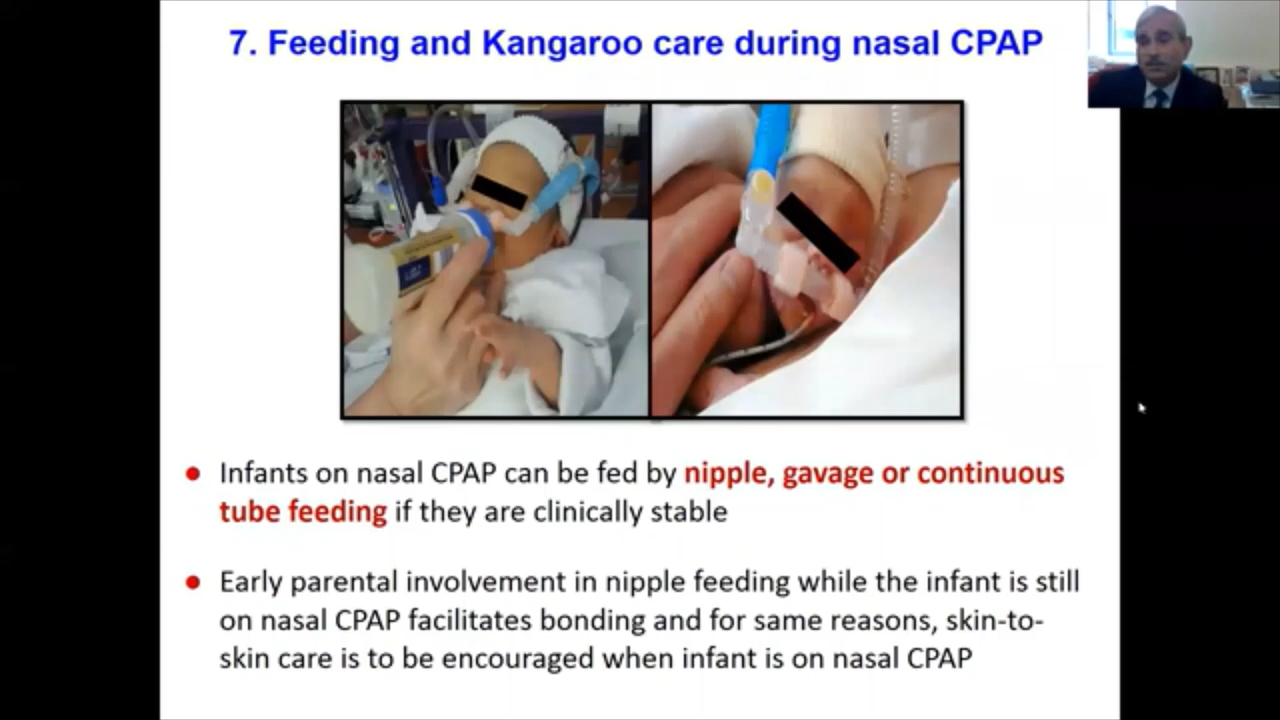 7. Feeding and Kangaroo care during nasal CPAP
● Infants on nasal CPAP can be fed by nipple, gavage or continuous
tube feeding if they are clinically stable
● Early parental involvement in nipple feeding while the infant is still
on nasal CPAP facilitates bonding and for same reasons, skin-to-
skin care is to be encouraged when infant is on nasal CPAP